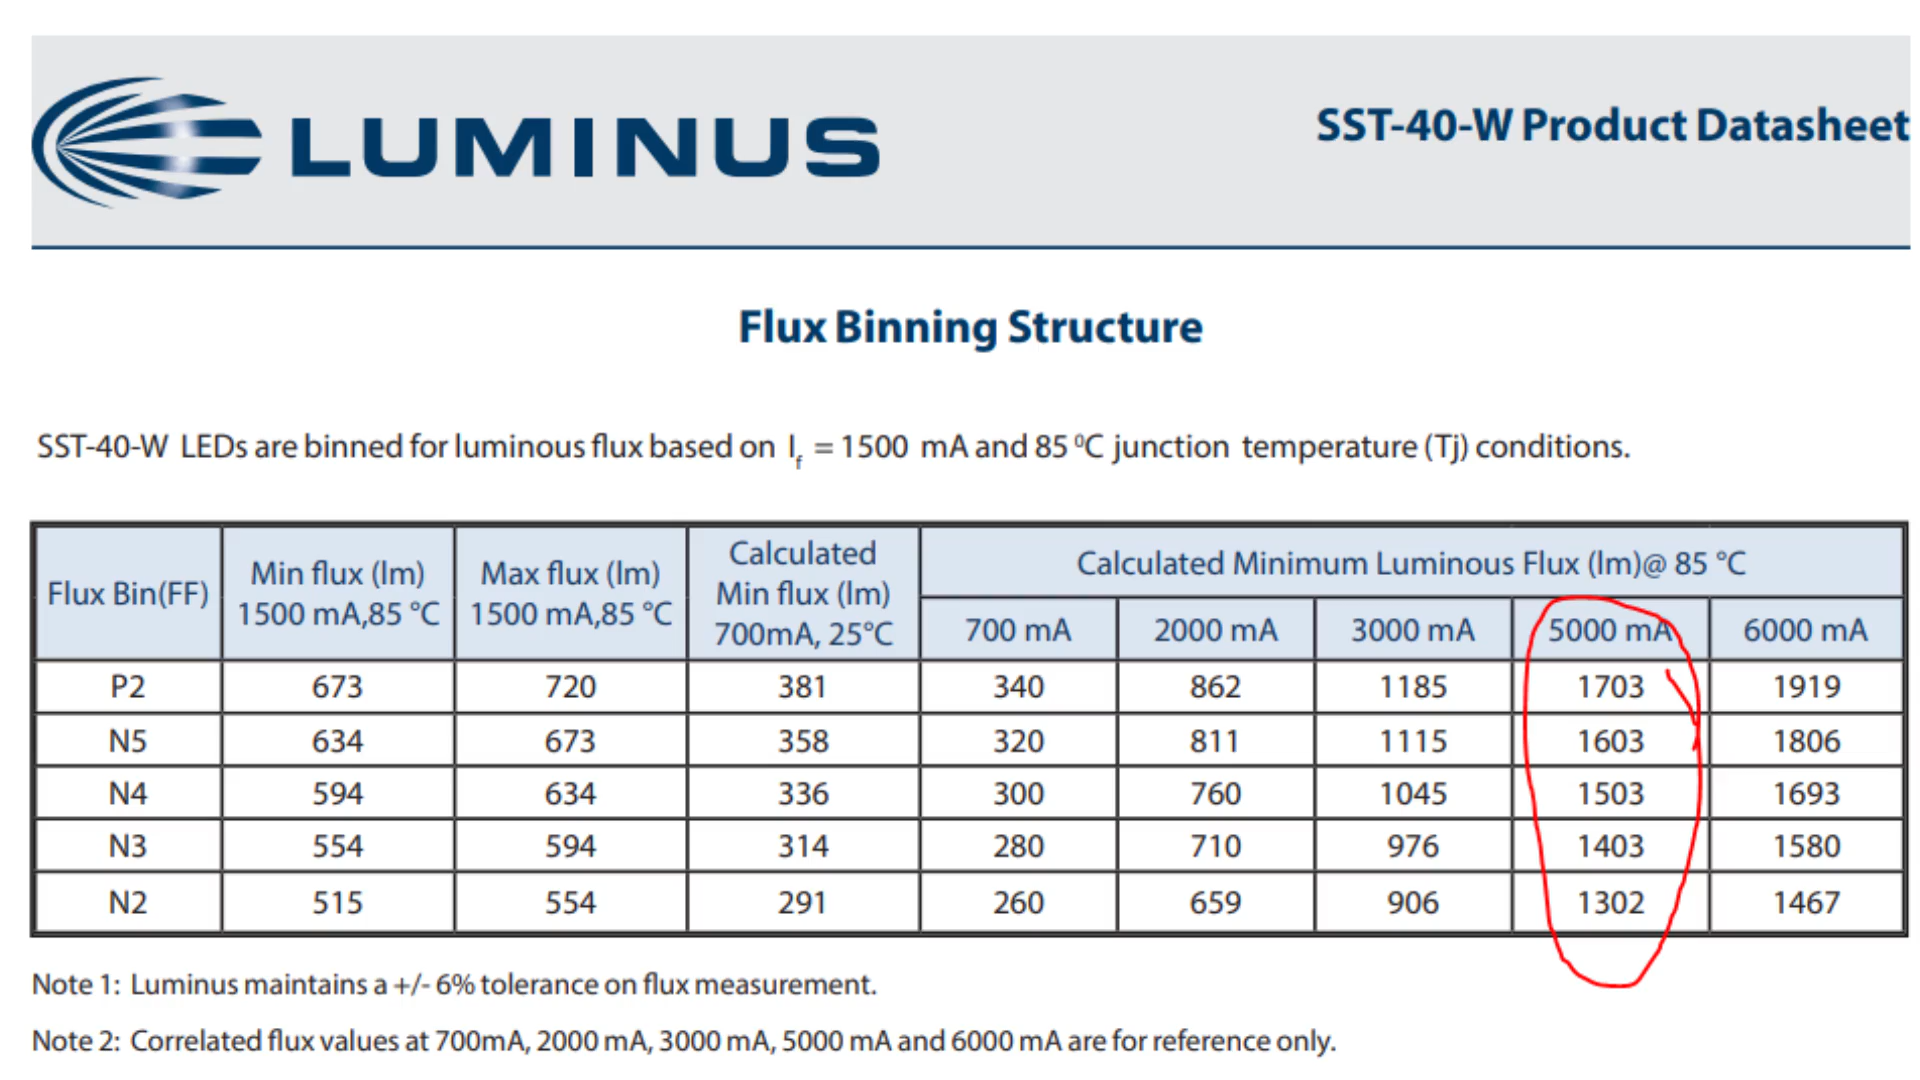 LUMINUS
SST-40-W Product Datasheet
Flux Binning Structure
SST-40-W LEDs are binned for luminous flux based on If = 1500 mA and 85 ⁰C junction temperature (Tj) conditions.
Flux Bin(FF)
Min flux (lm)
1500 mA,85 °C
Max flux (lm)
1500 mA,85 °C
Calculated
Min flux (lm)
700mA, 25°C
Calculated Minimum Luminous Flux (lm)@ 85 °C
700 mA 2000 mA 3000 mA 5000 mA 6000 mA
P2 673 720 381 340 862 1185 1703 1919
N5 634 673 358 320 811 1115 1603 1806
N4 594 634 336 300 760 1045 1503 1693
N3 554 594 314 280 710 976 1403 1580
N2 515 554 291 260 659 906 1302 1467
Note 1: Luminus maintains a +/- 6% tolerance on flux measurement.
Note 2: Correlated flux values at 700mA, 2000 mA, 3000 mA, 5000 mA and 6000 mA are for reference only.